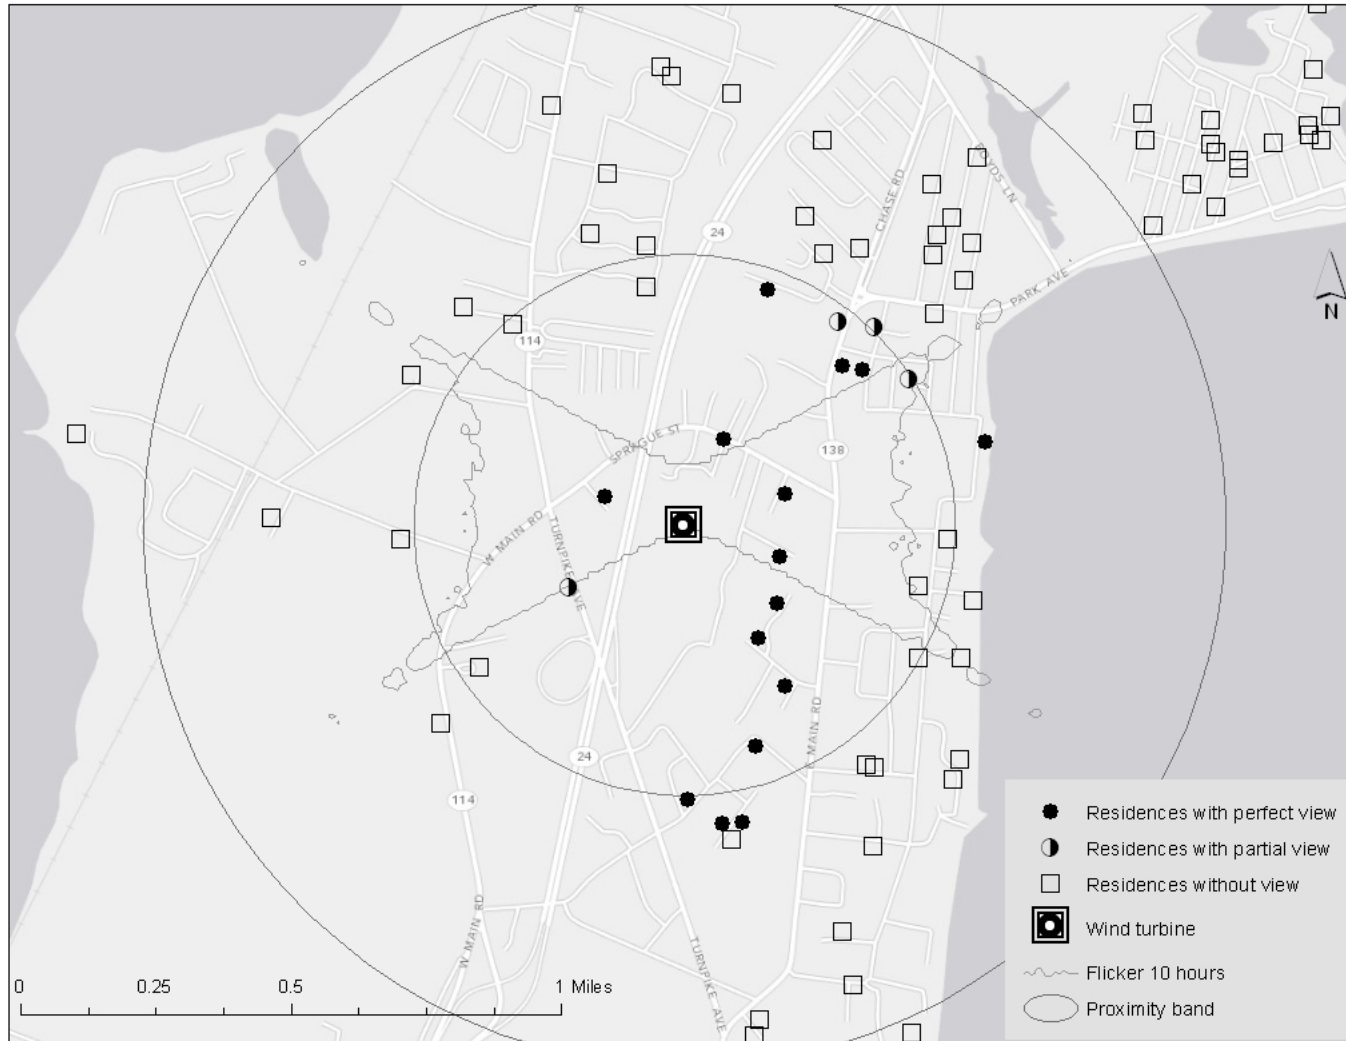 24
CHASE RD
BOYDS LN
PARK AVE
N
114
SPRAGUE ST
138
W MAIN RD
TURNPIKE AVE
E MAIN RD
24
114
W MAIN RD
TURNPIKE AVE
0 0.25 0.5 1 Miles
Residences with perfect view
Residences with partial view
Residences without view
Wind turbine
Flicker 10 hours
Proximity band